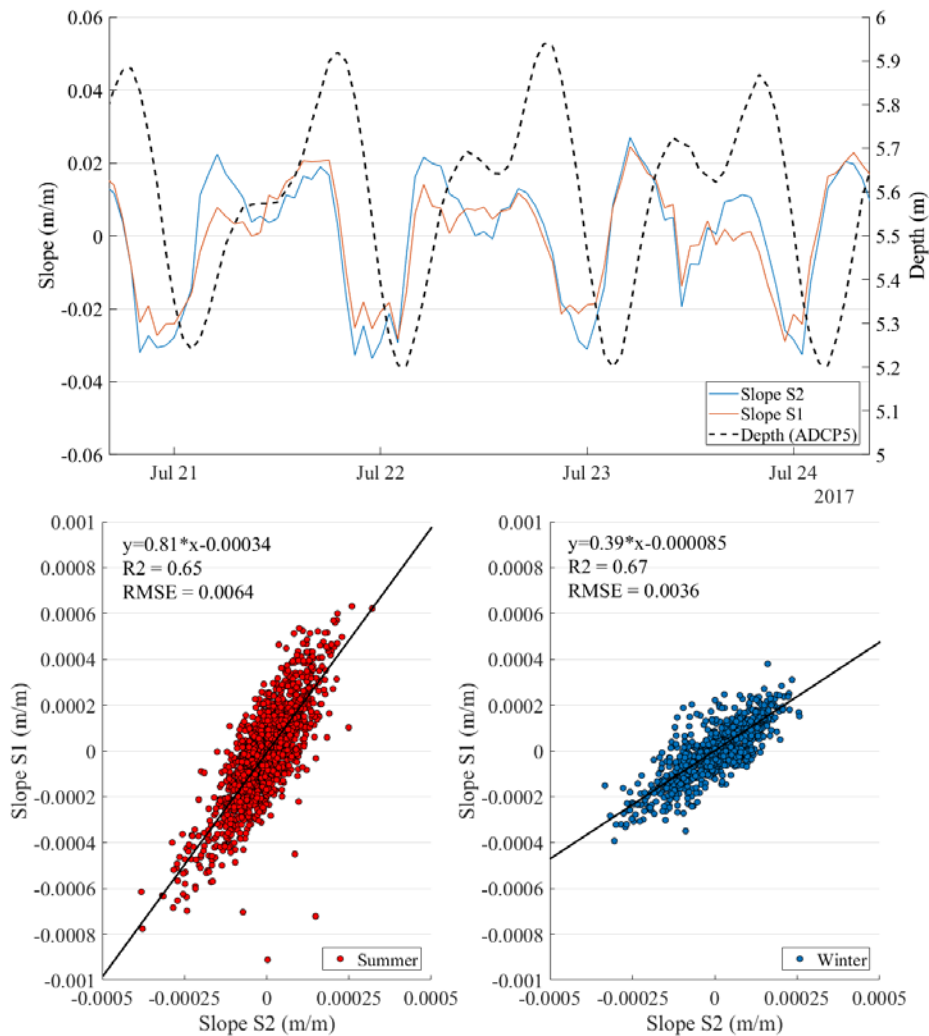 0.06
0.04
0.02
0
-0.02
-0.04
-0.06
Slope (m/m)
6
5.9
5.8
5.7
5.6
5.5
5.4
5.3
5.2
5.1
5
Depth (m)
Slope S2
Slope S1
Depth (ADCP5)
Jul 21 Jul 22 Jul 23 Jul 24
2017
0.001
0.0008
0.0006
0.0004
0.0002
0
-0.0002
-0.0004
-0.0006
-0.0008
-0.001
Slope S1 (m/m)
y=0.81*x-0.00034
R2 = 0.65
RMSE = 0.0064
Summer
-0.0005 -0.00025 0 0.00025 0.0005
Slope S2 (m/m)
0.001
0.0008
0.0006
0.0004
0.0002
0
-0.0002
-0.0004
-0.0006
-0.0008
-0.001
Slope S1 (m/m)
y=0.39*x-0.000085
R2 = 0.67
RMSE = 0.0036
Winter
-0.0005 -0.00025 0 0.00025 0.0005
Slope S2 (m/m)